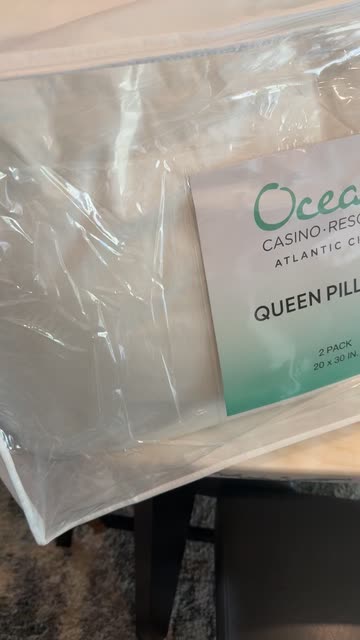 Ocea
CASINO·RESO
ATLANTIC CI
QUEEN PILL
2 PACK
20 x 30 IN.